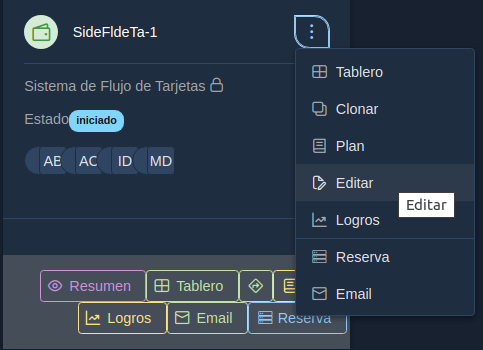 SideFldeTa-1
Sistema de Flujo de Tarjetas
Estado iniciado
AB AC ID MD
Tablero
Clonar
Plan
Editar
Editar
Logros
Reserva
Email
Resumen Tablero
Logros Email Reserva